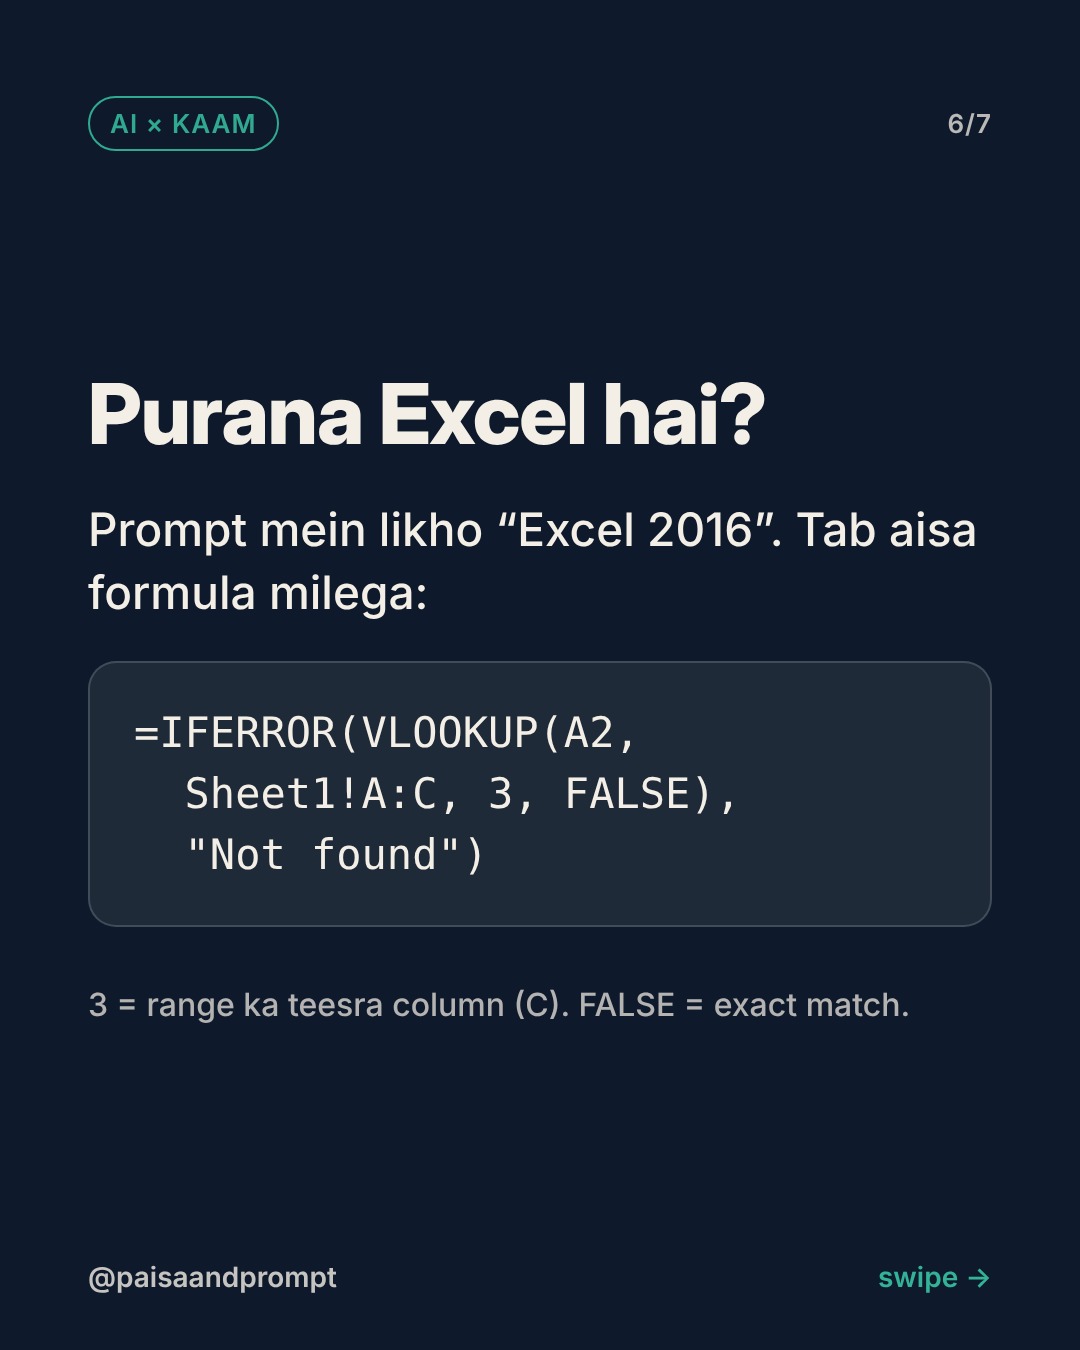 AI × KAAM
6/7
Purana Excel hai?
Prompt mein likho “Excel 2016”. Tab aisa
formula milega:
=IFERROR(VLOOKUP(A2,
  Sheet1!A:C, 3, FALSE),
  "Not found")
3 = range ka teesra column (C). FALSE = exact match.
@paisaandprompt
swipe →